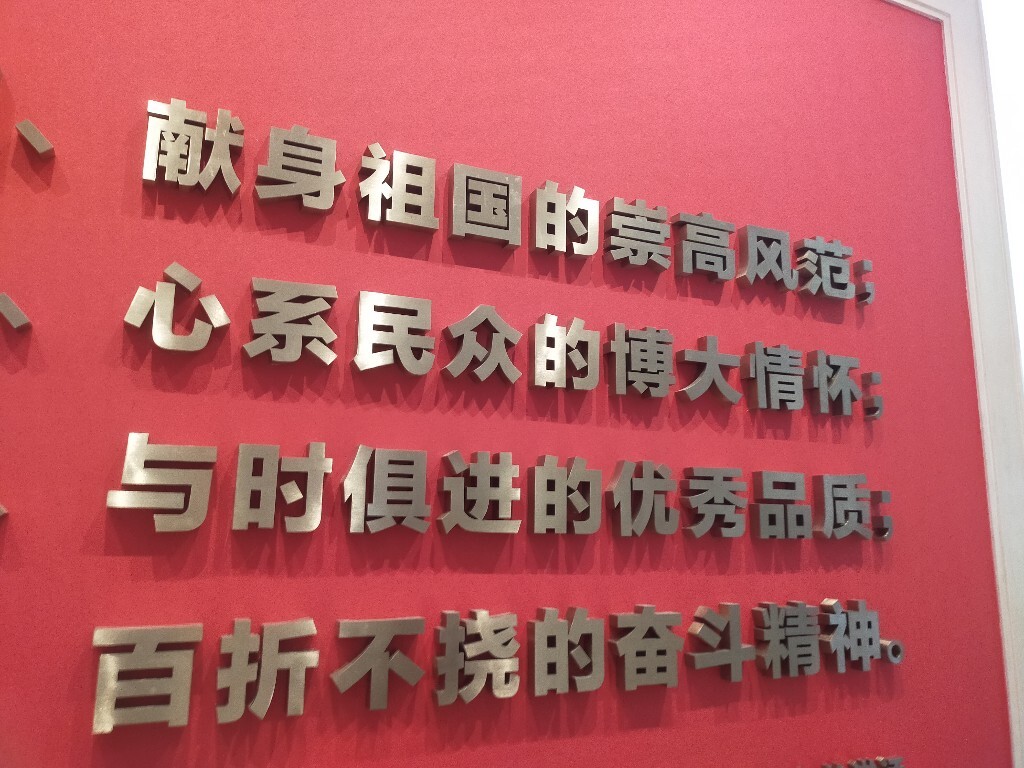 献身祖国的崇高风范；
心系民众的博大情怀；
与时俱进的优秀品质；
百折不挠的奋斗精神。